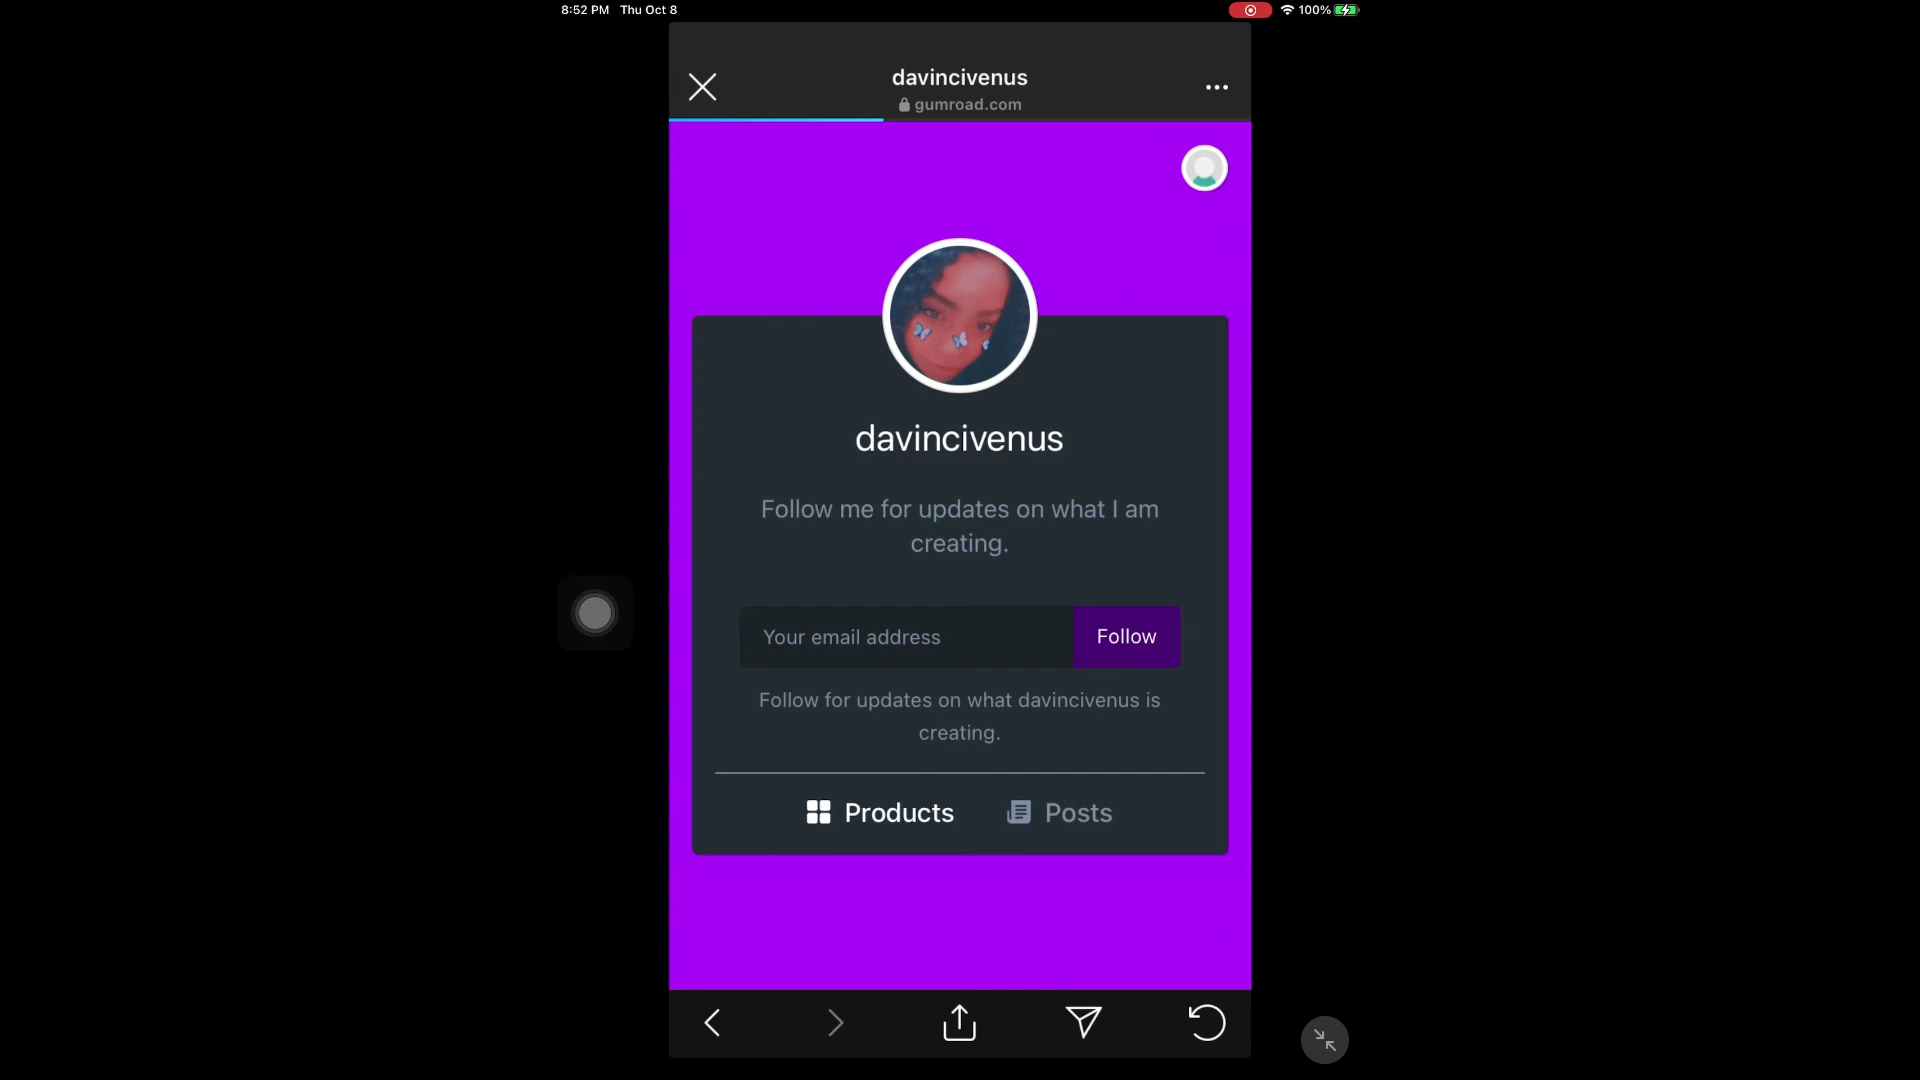 8:52 PM Thu Oct 8
100%
davincivenus
gumroad.com
davincivenus
Follow me for updates on what I am
creating.
Your email address
Follow
Follow for updates on what davincivenus is
creating.
Products
Posts